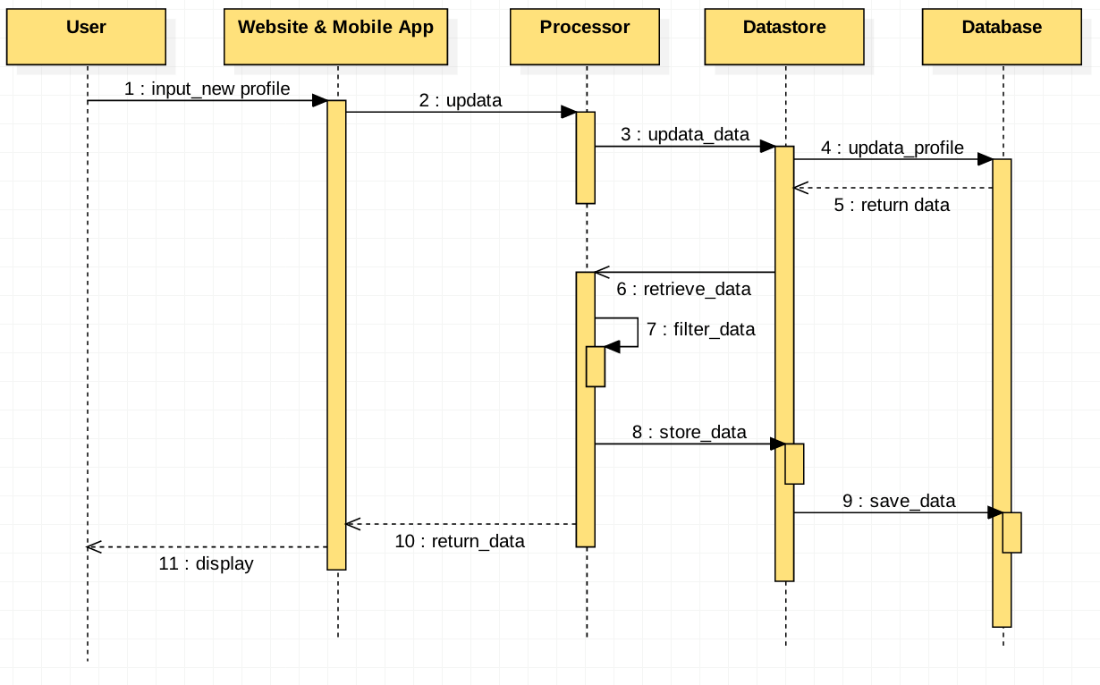 User
Website & Mobile App
Processor
Datastore
Database
1 : input_new profile
2 : updata
3 : updata_data
4 : updata_profile
5 : return data
6 : retrieve_data
7 : filter_data
8 : store_data
9 : save_data
10 : return_data
11 : display